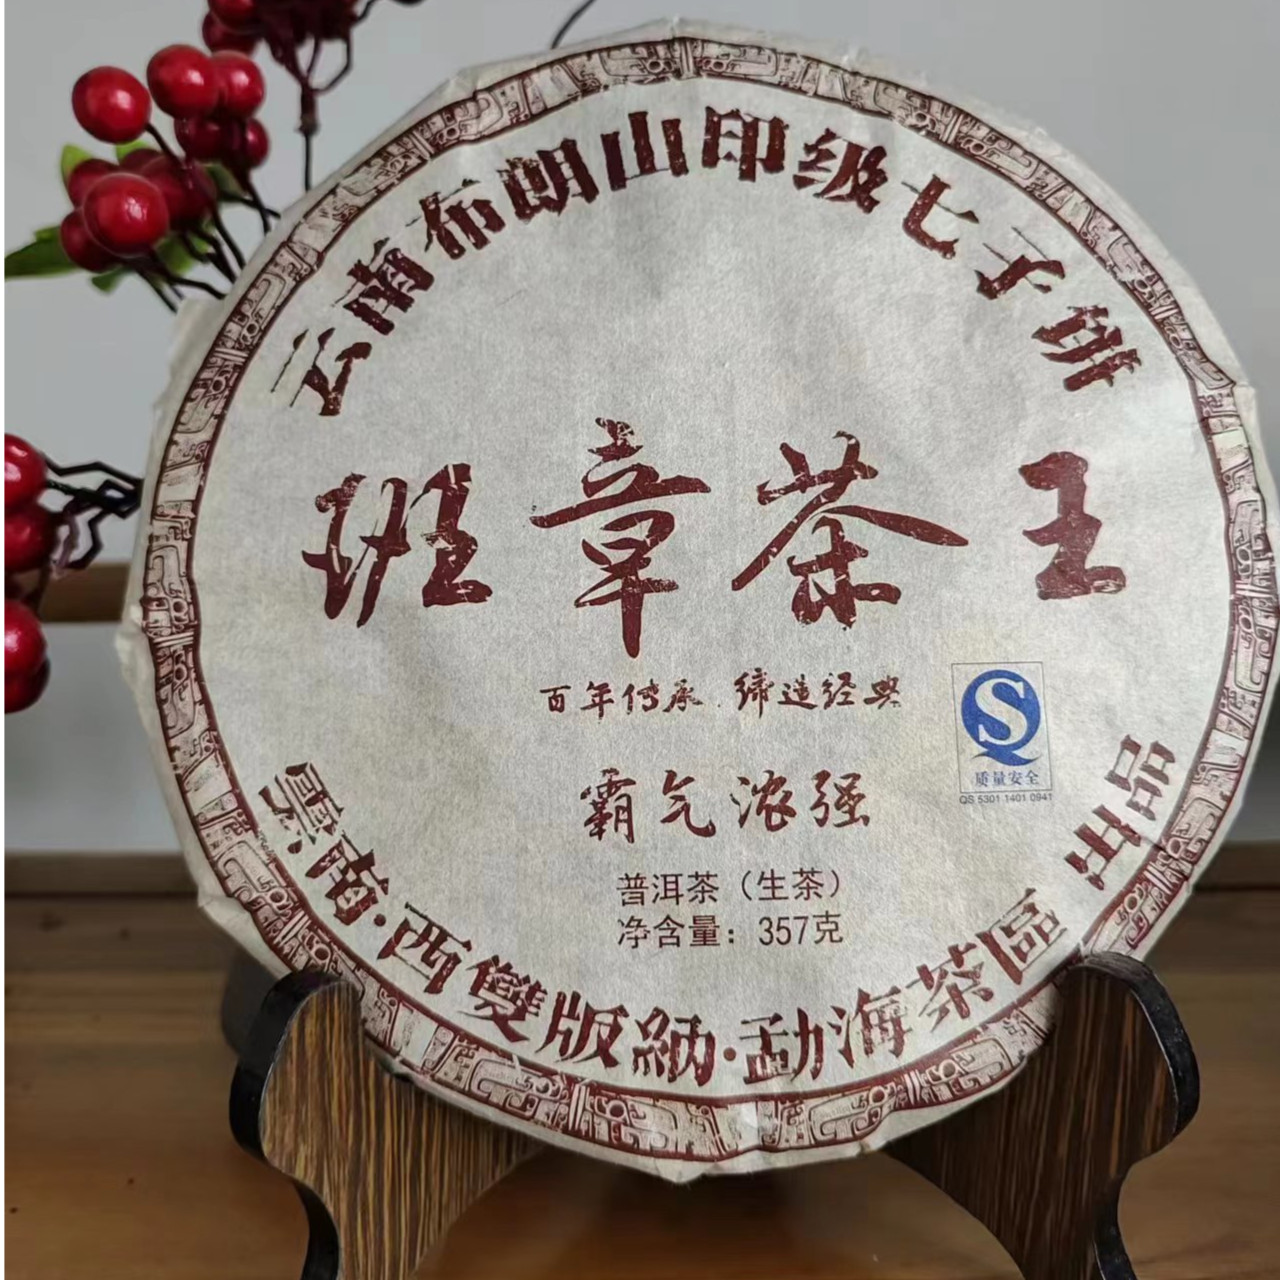 云南布朗山印级七子饼
班章茶王
百年传承 缔造经典
霸气浓强
S
质量安全
QS 5301 1401 0941
普洱茶（生茶）
净含量：357克
雲南·西雙版納·勐海茶區 出品